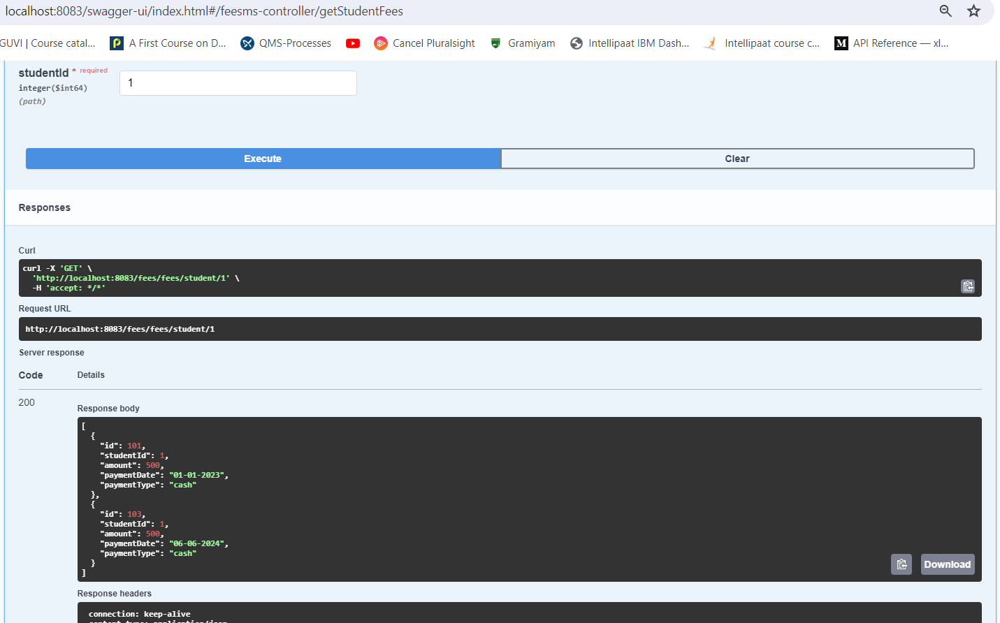 localhost:8083/swagger-ui/index.html#/feesms-controller/getStudentFees
GUVI | Course catal... A First Course on D... QMS-Processes Cancel Pluralsight Gramiyam Intellipaat IBM Dash... Intellipaat course c... M API Reference — xl...
studentId * required
integer($int64)
(path)
1
Execute
Clear
Responses
Curl
curl -X 'GET' \
'http://localhost:8083/fees/fees/student/1' \
-H 'accept: */*'
Request URL
http://localhost:8083/fees/fees/student/1
Server response
Code Details
200
Response body
[
{
"id": 101,
"studentId": 1,
"amount": 500,
"paymentDate": "01-01-2023",
"paymentType": "cash"
},
{
"id": 103,
"studentId": 1,
"amount": 500,
"paymentDate": "06-06-2024",
"paymentType": "cash"
}
]
Download
Response headers
connection: keep-alive